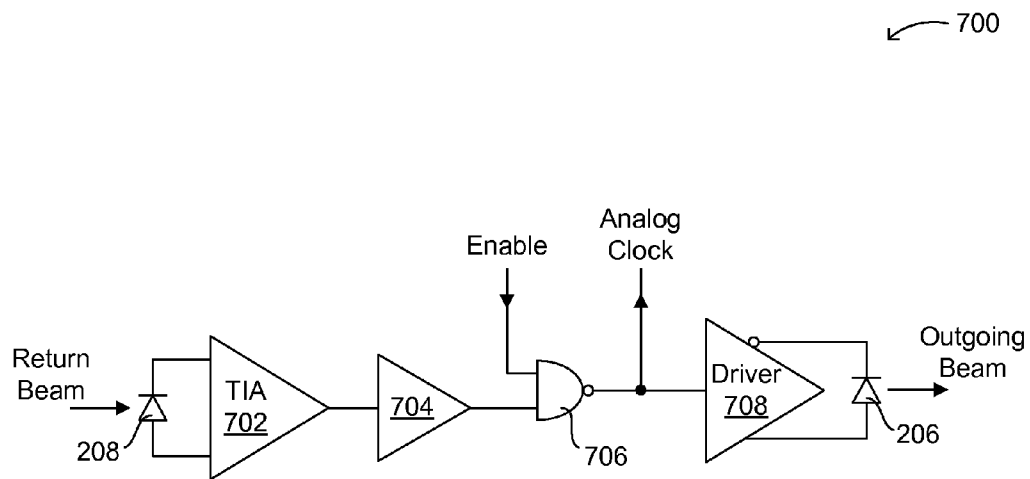 700
Enable
Analog
Clock
Return
Beam
Outgoing
Beam
TIA
702
704
Driver
708
208
706
206